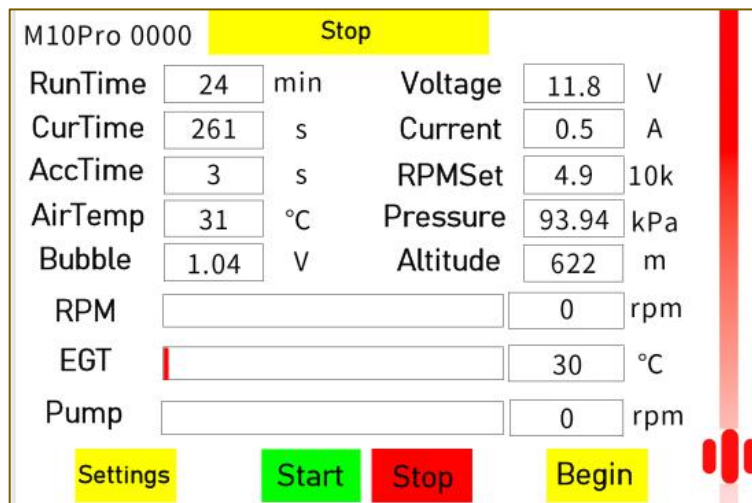 M10Pro 0000 Stop
RunTime 24 min Voltage 11.8 V
CurTime 261 s Current 0.5 A
AccTime 3 s RPMSet 4.9 10k
AirTemp 31 °C Pressure 93.94 kPa
Bubble 1.04 V Altitude 622 m
RPM 0 rpm
EGT 30 °C
Pump 0 rpm
Settings Start Stop Begin